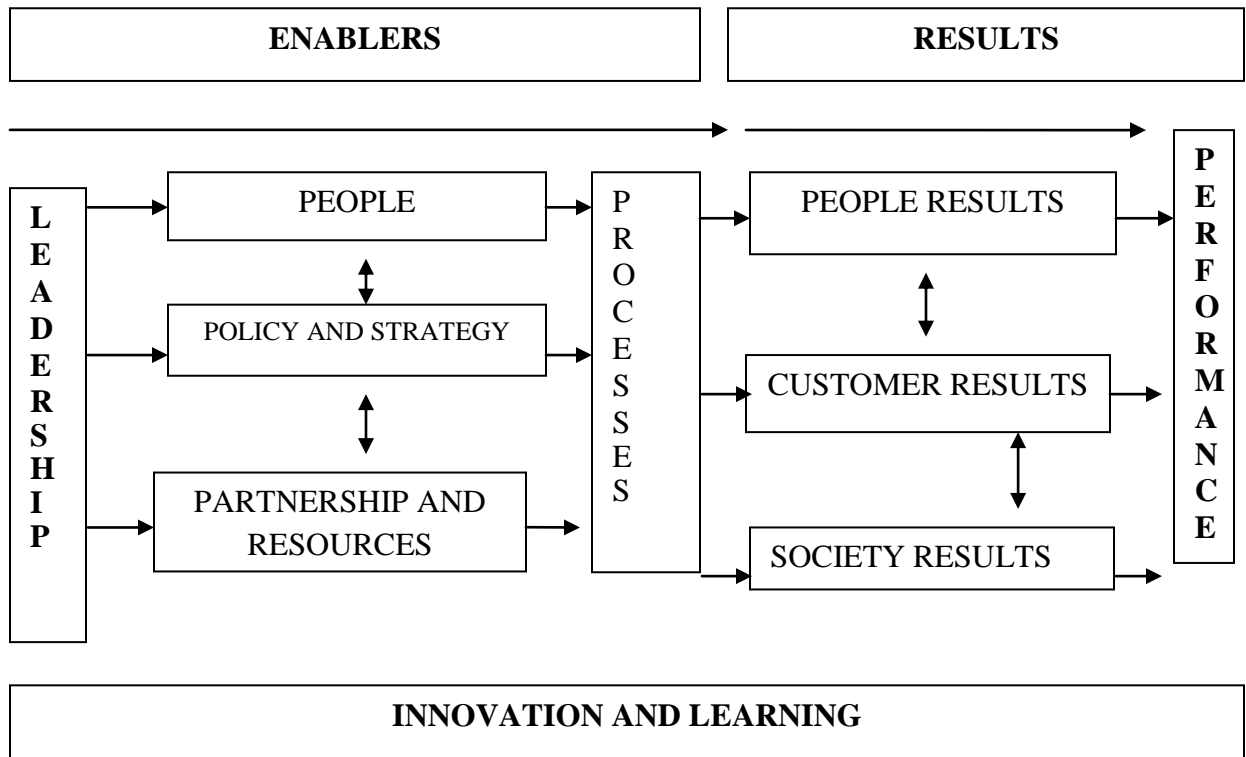 ENABLERS
RESULTS
LEADERSHIP
PEOPLE
POLICY AND STRATEGY
PARTNERSHIP AND
RESOURCES
PROCESSES
PEOPLE RESULTS
CUSTOMER RESULTS
SOCIETY RESULTS
PERFORMANCE
INNOVATION AND LEARNING